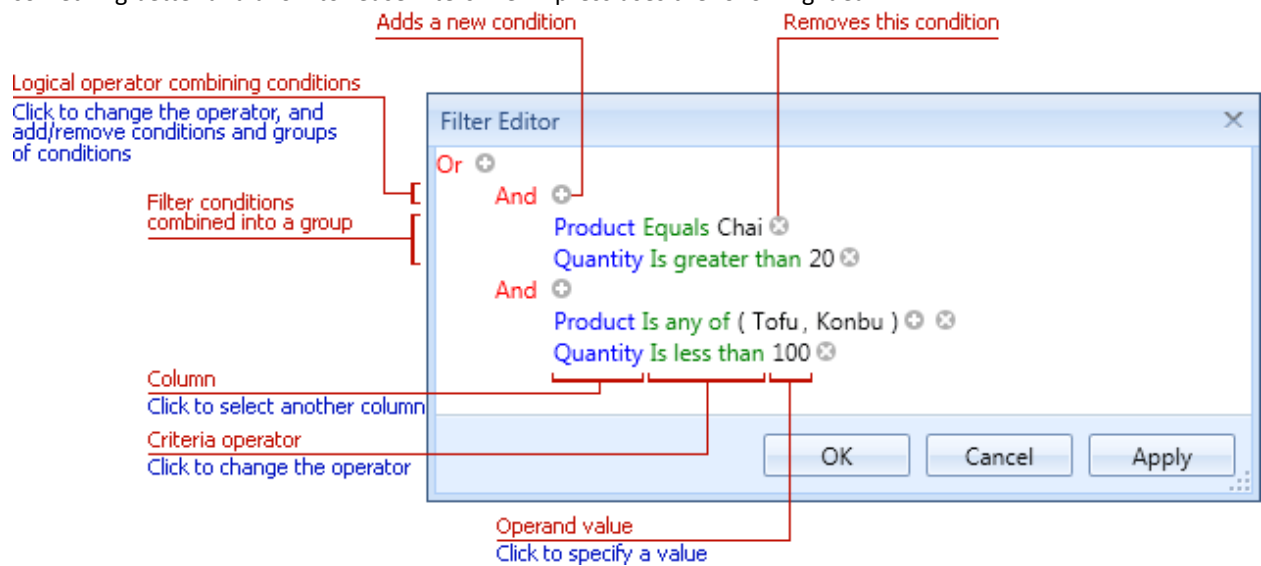 Adds a new condition
Removes this condition
Logical operator combining conditions
Click to change the operator, and
add/remove conditions and groups
of conditions
Filter conditions
combined into a group
Filter Editor
Or
And
Product Equals Chai
Quantity Is greater than 20
And
Product Is any of ( Tofu , Konbu )
Quantity Is less than 100
Column
Click to select another column
Criteria operator
Click to change the operator
OK
Cancel
Apply
Operand value
Click to specify a value